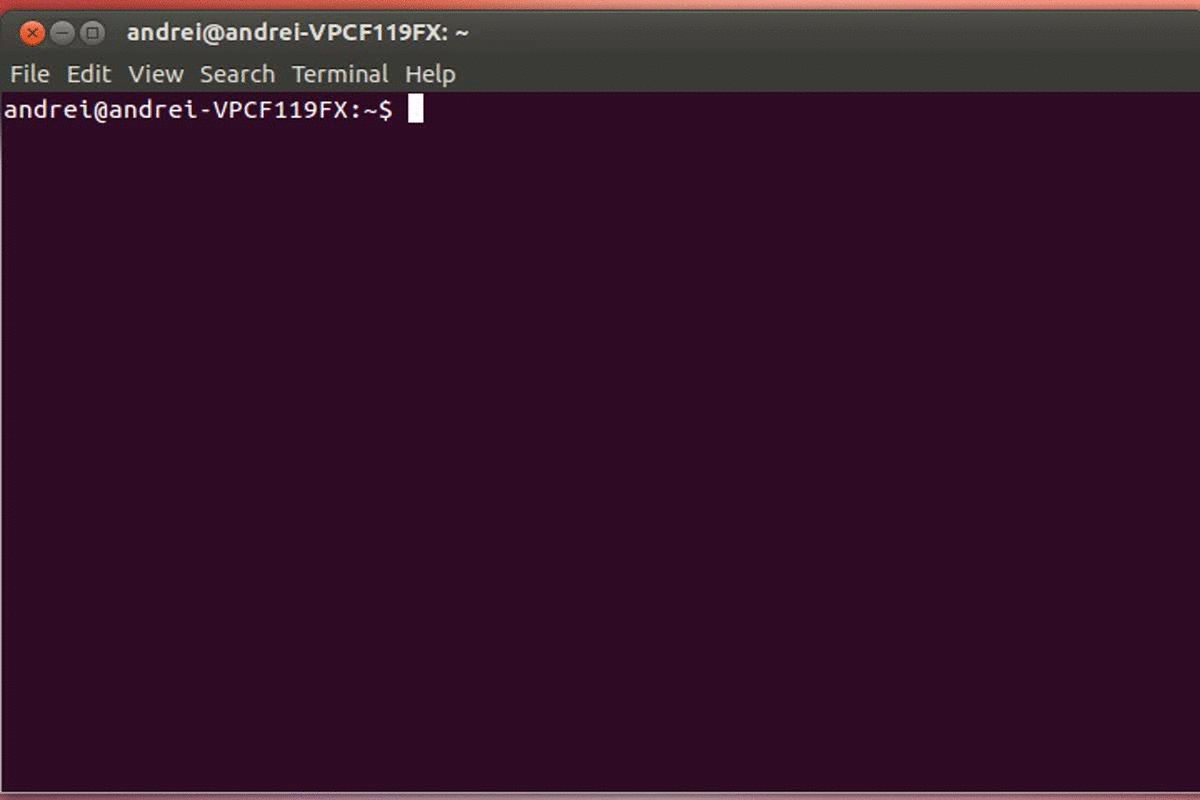 andrei@andrei-VPCF119FX: ~
File Edit View Search Terminal Help
andrei@andrei-VPCF119FX:~$